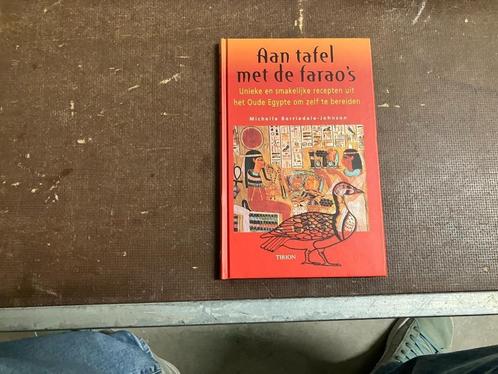 Aan tafel
met de farao's
Unieke en smakelijke recepten uit
het Oude Egypte om zelf te bereiden
Michelle Berriedale-Johnson
TIRION